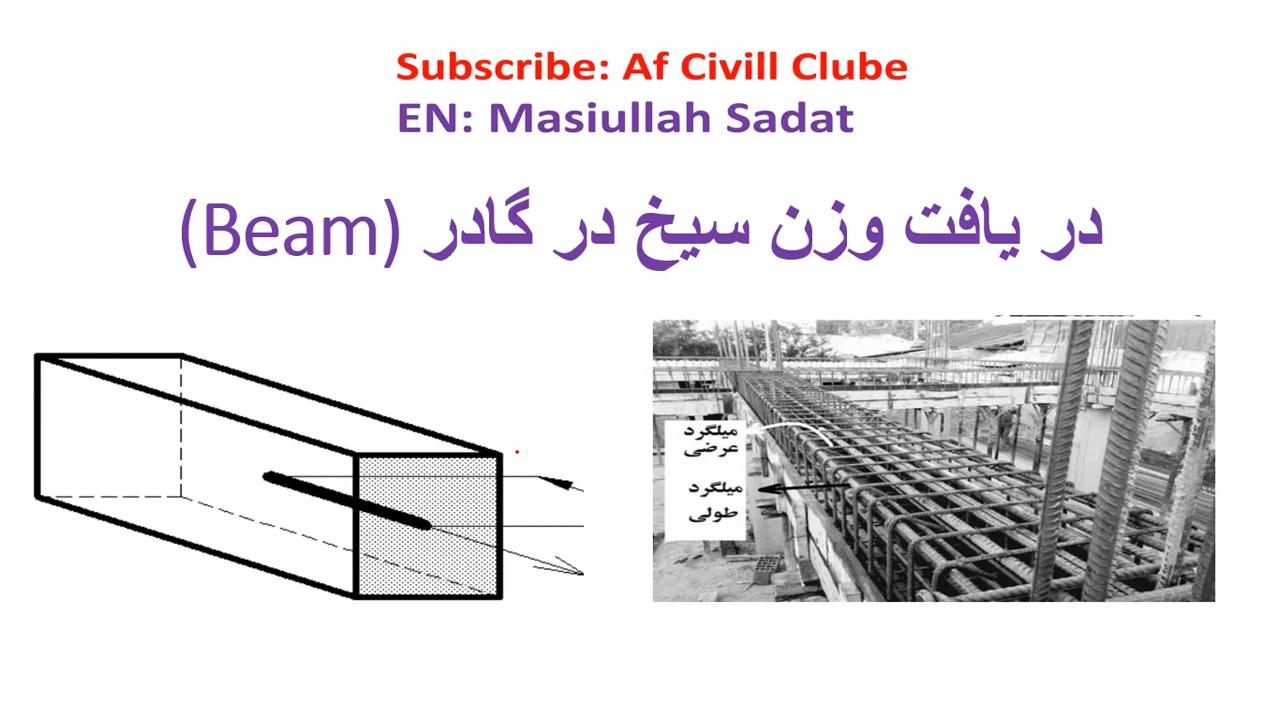 Subscribe: Af Civill Clube
EN: Masiullah Sadat
در یافت وزن سیخ در گادر (Beam)
میلگرد
عرضی
میلگرد
طولی